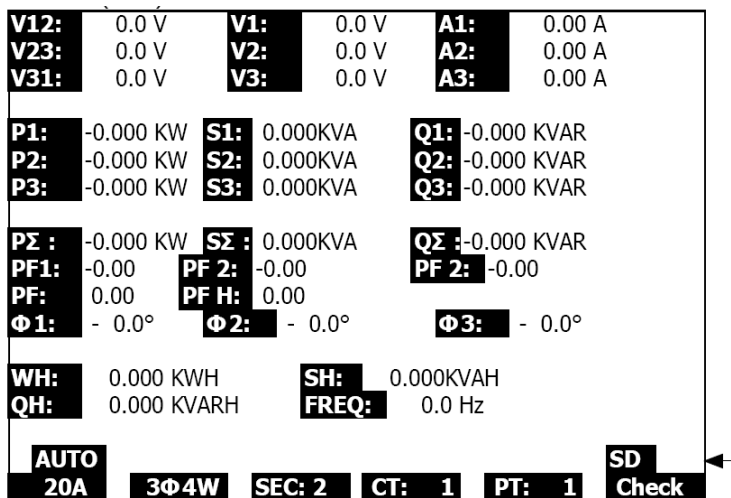 V12: 0.0 V V1: 0.0 V A1: 0.00 A
V23: 0.0 V V2: 0.0 V A2: 0.00 A
V31: 0.0 V V3: 0.0 V A3: 0.00 A
P1: -0.000 KW S1: 0.000KVA Q1: -0.000 KVAR
P2: -0.000 KW S2: 0.000KVA Q2: -0.000 KVAR
P3: -0.000 KW S3: 0.000KVA Q3: -0.000 KVAR
PΣ : -0.000 KW SΣ : 0.000KVA QΣ :-0.000 KVAR
PF1: -0.00 PF 2: -0.00 PF 2: -0.00
PF: 0.00 PF H: 0.00
Φ1: - 0.0° Φ2: - 0.0° Φ3: - 0.0°
WH: 0.000 KWH SH: 0.000KVAH
QH: 0.000 KVARH FREQ: 0.0 Hz
AUTO SD
20A 3Φ4W SEC: 2 CT: 1 PT: 1 Check